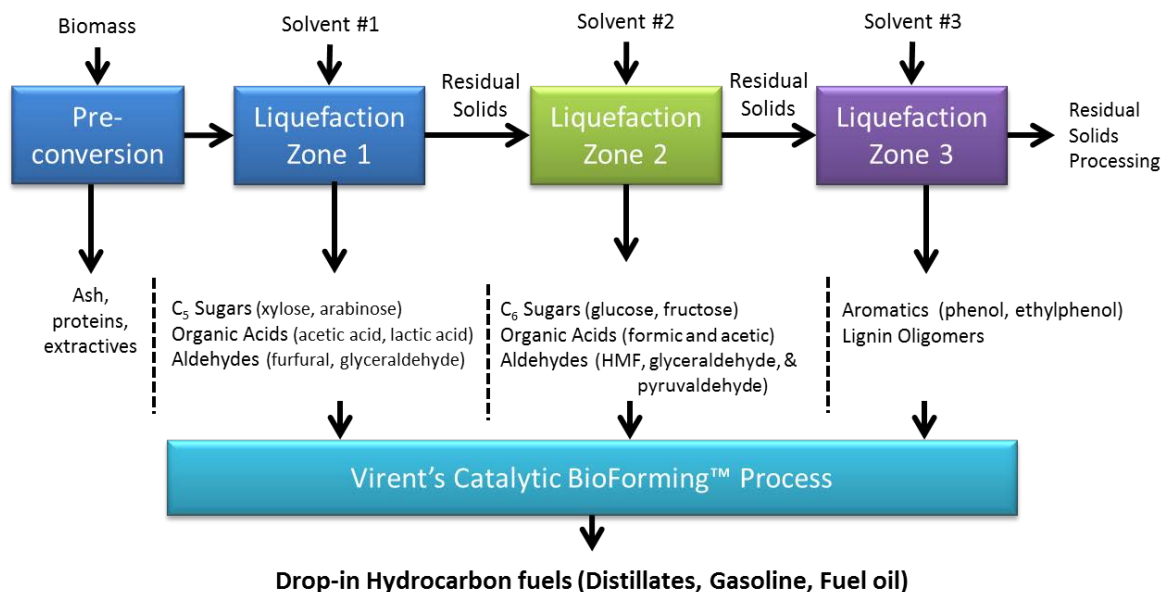 Biomass
Solvent #1
Solvent #2
Solvent #3
Pre-
conversion
Liquefaction
Zone 1
Residual
Solids
Liquefaction
Zone 2
Residual
Solids
Liquefaction
Zone 3
Residual
Solids
Processing
Ash,
proteins,
extractives
C₅ Sugars (xylose, arabinose)
Organic Acids (acetic acid, lactic acid)
Aldehydes (furfural, glyceraldehyde)
C₆ Sugars (glucose, fructose)
Organic Acids (formic and acetic)
Aldehydes (HMF, glyceraldehyde, &
pyruvaldehyde)
Aromatics (phenol, ethylphenol)
Lignin Oligomers
Virent’s Catalytic BioForming™ Process
Drop-in Hydrocarbon fuels (Distillates, Gasoline, Fuel oil)